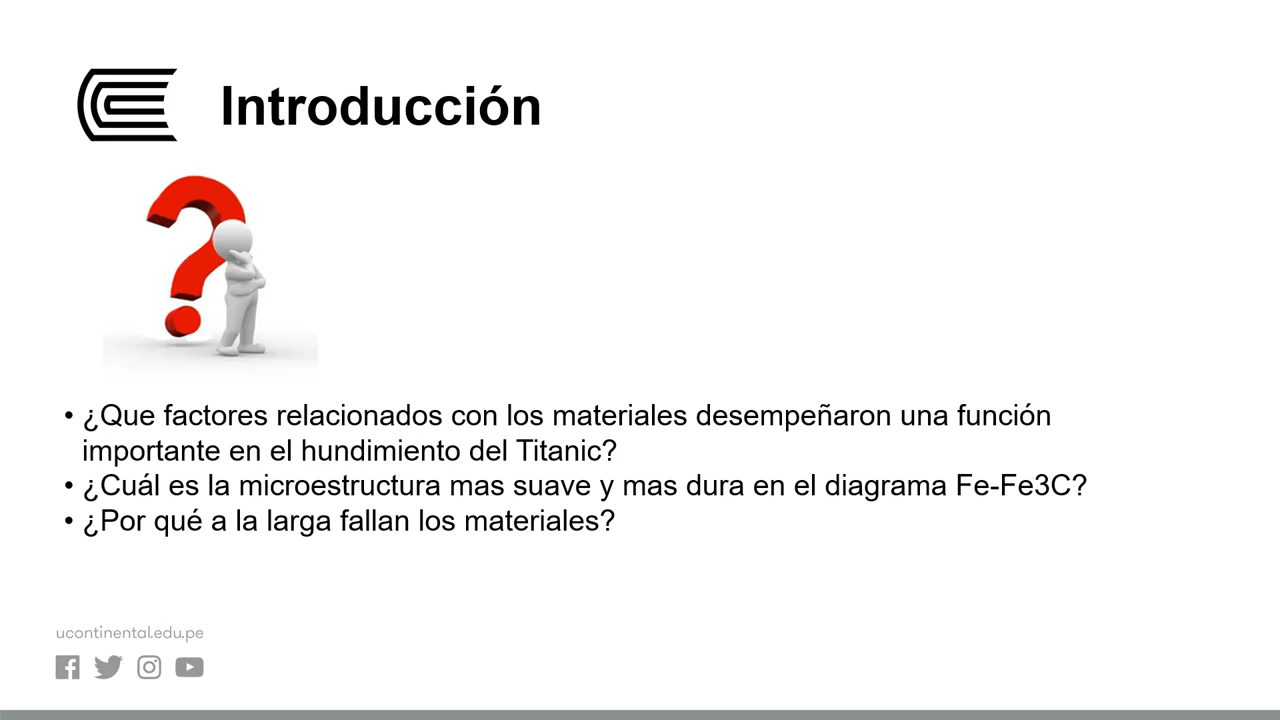 Introducción
• ¿Que factores relacionados con los materiales desempeñaron una función
importante en el hundimiento del Titanic?
• ¿Cuál es la microestructura mas suave y mas dura en el diagrama Fe-Fe3C?
• ¿Por qué a la larga fallan los materiales?
ucontinental.edu.pe